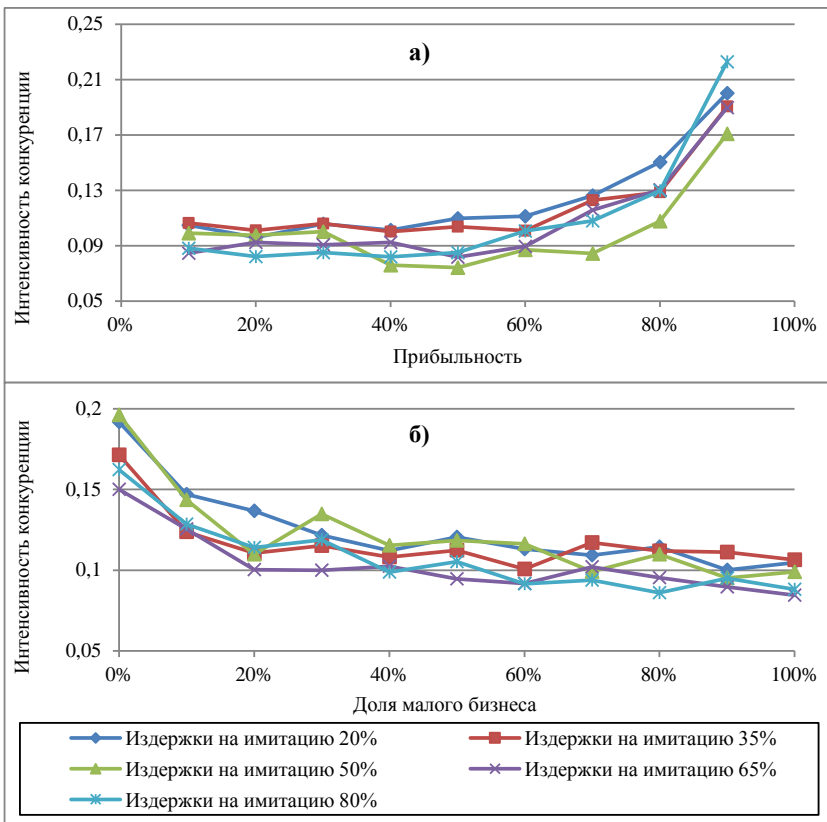 а)
Интенсивность конкуренции
0,25
0,21
0,17
0,13
0,09
0,05
0%
20%
40%
60%
80%
100%
Прибыльность
б)
Интенсивность конкуренции
0,2
0,15
0,1
0,05
0%
20%
40%
60%
80%
100%
Доля малого бизнеса
Издержки на имитацию 20%
Издержки на имитацию 35%
Издержки на имитацию 50%
Издержки на имитацию 65%
Издержки на имитацию 80%